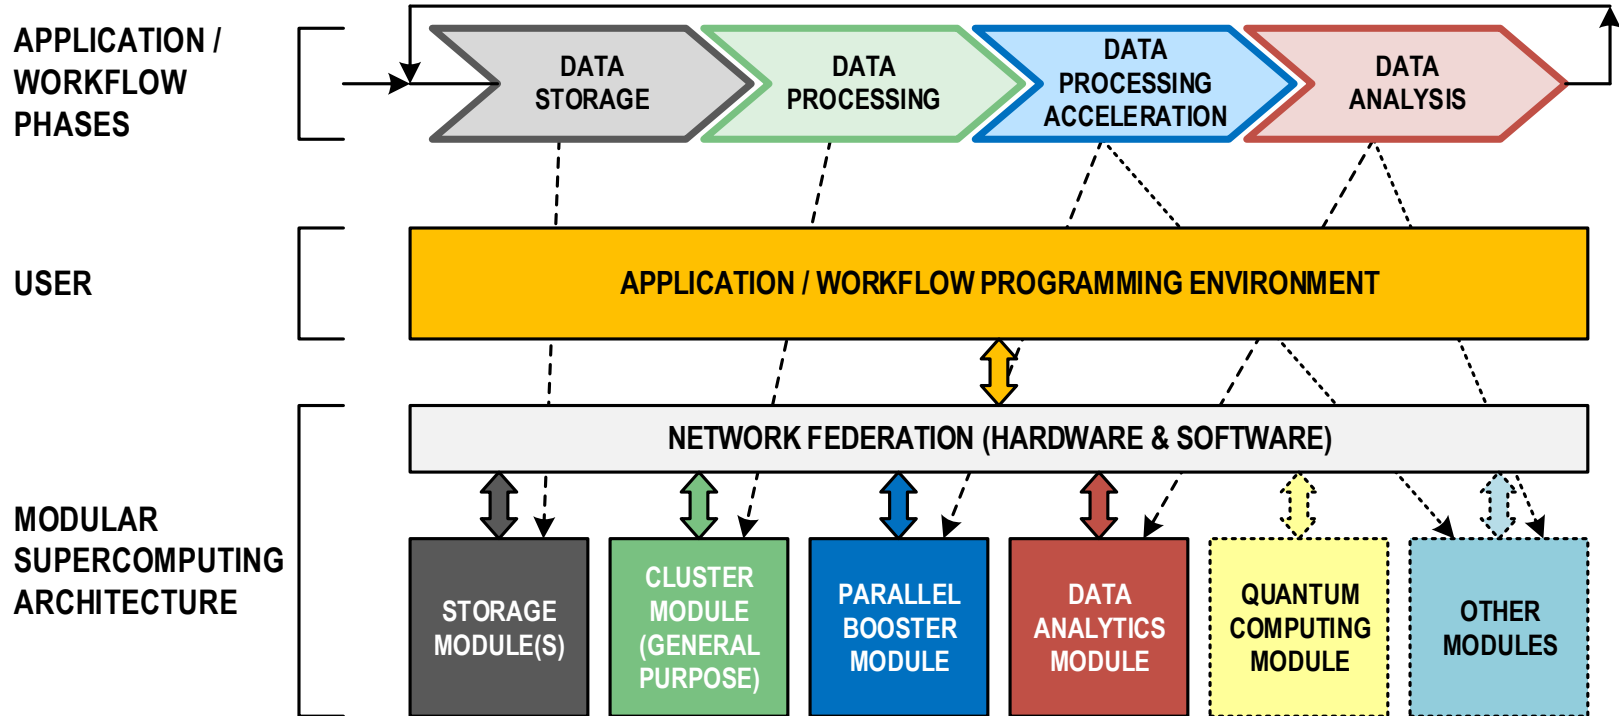 APPLICATION /
WORKFLOW
PHASES
DATA
STORAGE
DATA
PROCESSING
DATA
PROCESSING
ACCELERATION
DATA
ANALYSIS
USER
APPLICATION / WORKFLOW PROGRAMMING ENVIRONMENT
MODULAR
SUPERCOMPUTING
ARCHITECTURE
NETWORK FEDERATION (HARDWARE & SOFTWARE)
STORAGE
MODULE(S)
CLUSTER
MODULE
(GENERAL
PURPOSE)
PARALLEL
BOOSTER
MODULE
DATA
ANALYTICS
MODULE
QUANTUM
COMPUTING
MODULE
OTHER
MODULES